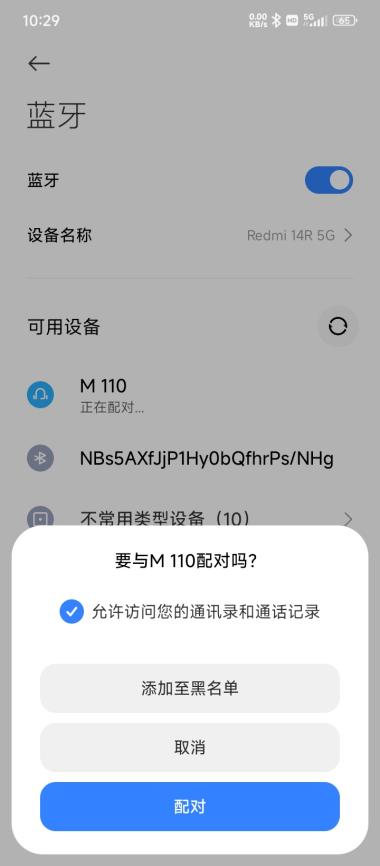 10:29
0.00 KB/s HD 5G 65
蓝牙
蓝牙
设备名称
Redmi 14R 5G
可用设备
M 110
正在配对...
NBs5AXfJjP1Hy0bQfhrPs/NHg
不常用类型设备（10）
要与M 110配对吗？
允许访问您的通讯录和通话记录
添加至黑名单
取消
配对